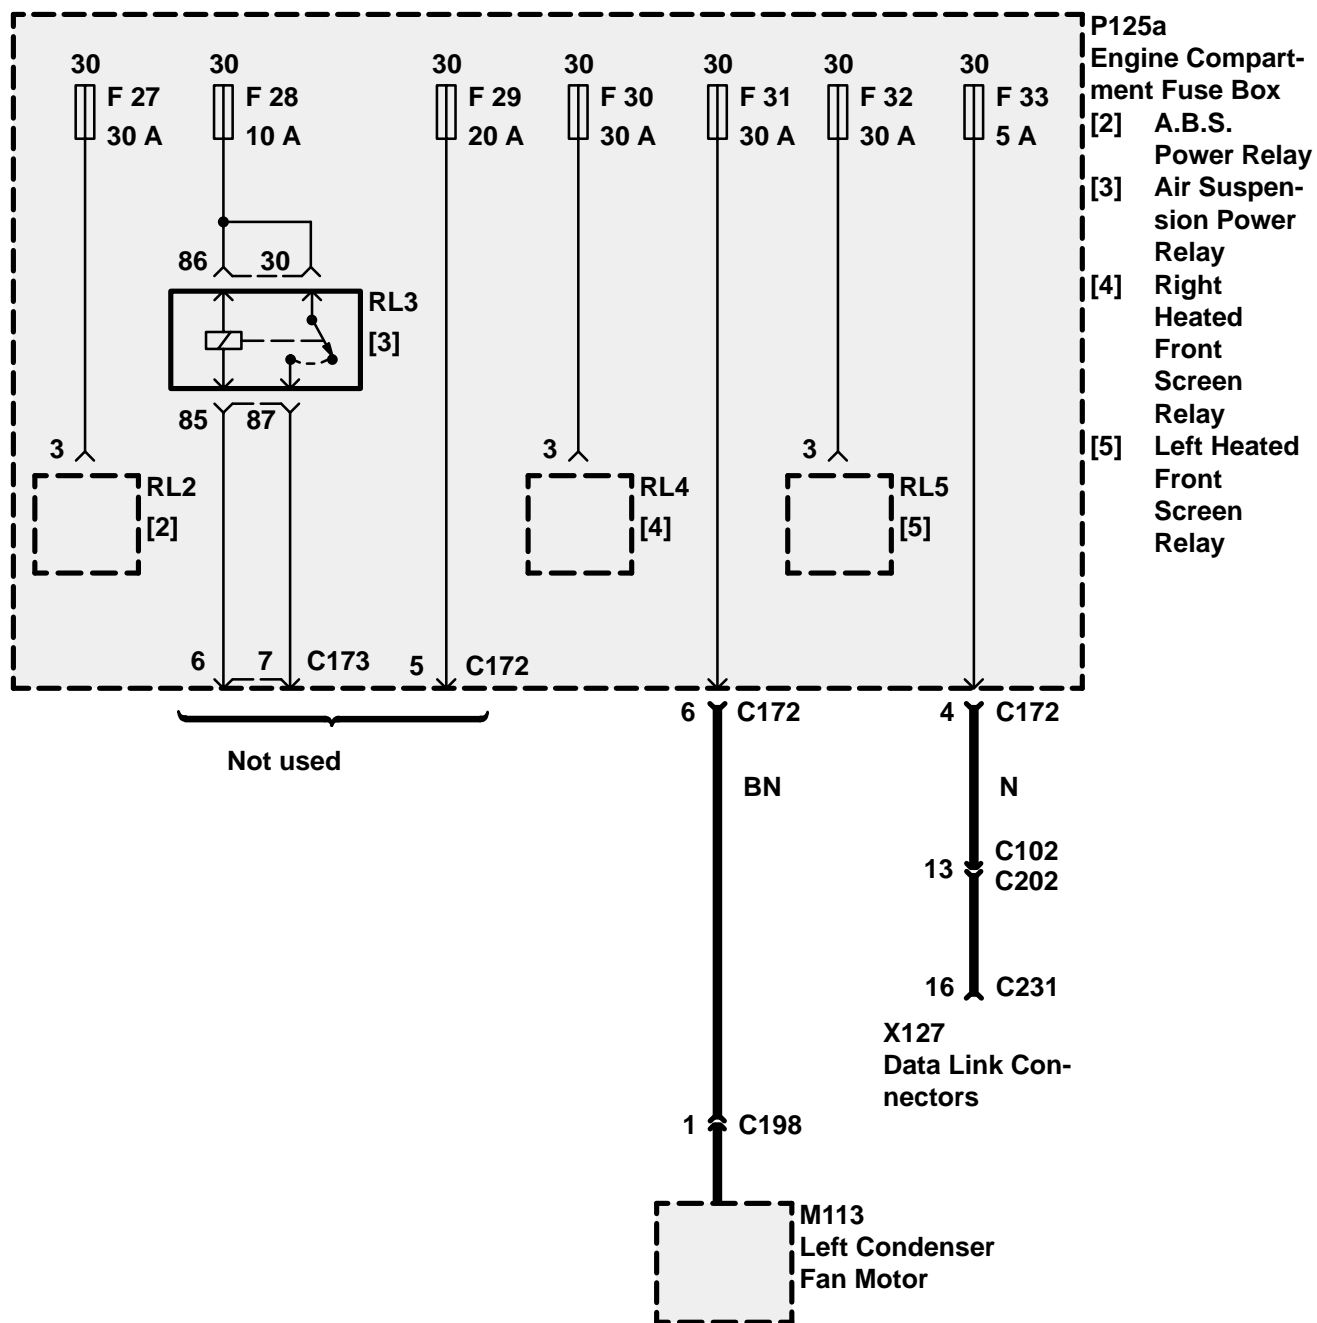 P125a
Engine Compart-
ment Fuse Box
[2] A.B.S.
Power Relay
[3] Air Suspen-
sion Power
Relay
[4] Right
Heated
Front
Screen
Relay
[5] Left Heated
Front
Screen
Relay
30 30 30 30 30 30 30
F 27 F 28 F 29 F 30 F 31 F 32 F 33
30 A 10 A 20 A 30 A 30 A 30 A 5 A
86 30
RL3
[3]
85 87
3 3 3
RL2 RL4 RL5
[2] [4] [5]
6 7 C173 5 C172
6 C172 4 C172
Not used
BN N
C102
13
C202
16 C231
X127
Data Link Con-
nectors
1 C198
M113
Left Condenser
Fan Motor